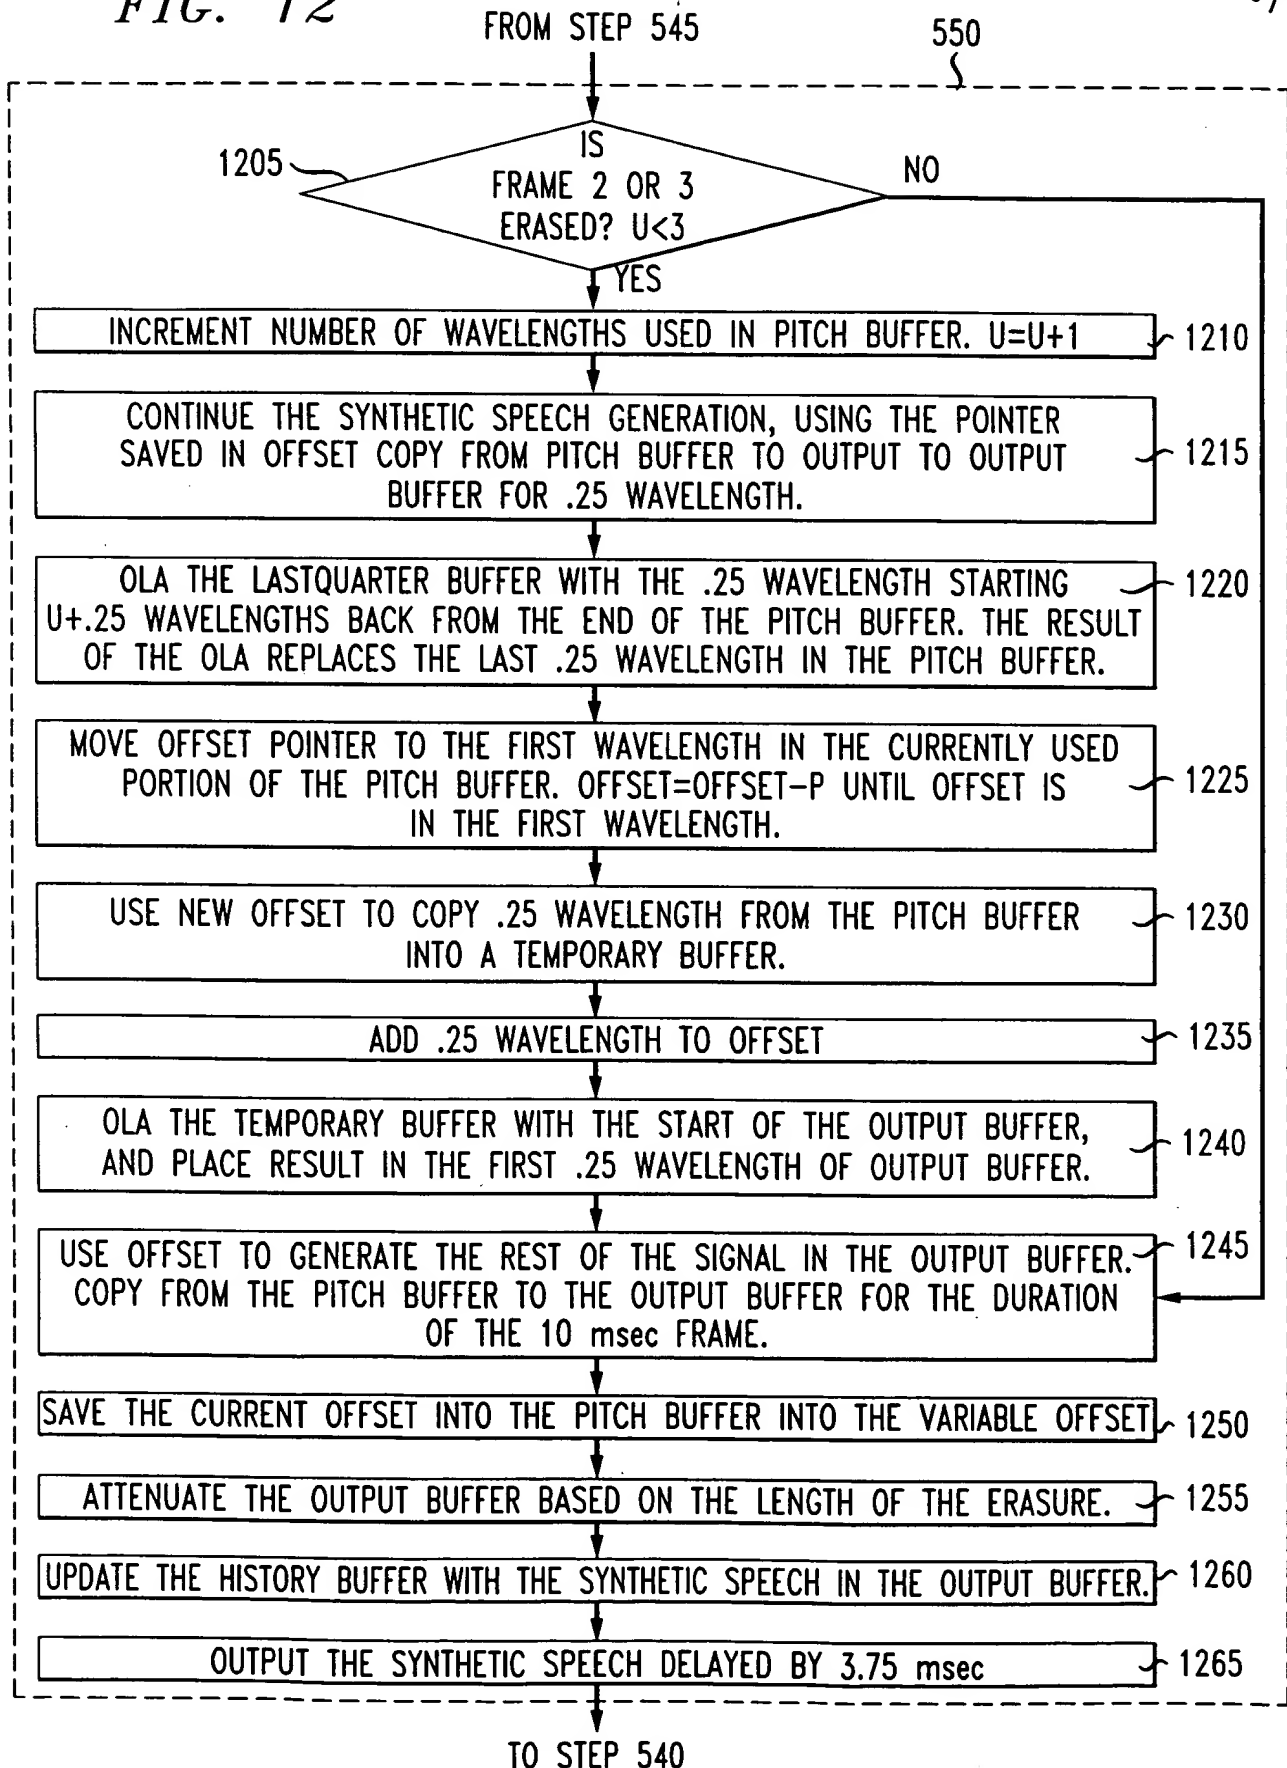 FIG. 12
FROM STEP 545
550
1205
IS
FRAME 2 OR 3
ERASED? U<3
NO
YES
INCREMENT NUMBER OF WAVELENGTHS USED IN PITCH BUFFER. U=U+1
1210
CONTINUE THE SYNTHETIC SPEECH GENERATION, USING THE POINTER
SAVED IN OFFSET COPY FROM PITCH BUFFER TO OUTPUT TO OUTPUT
BUFFER FOR .25 WAVELENGTH.
1215
OLA THE LASTQUARTER BUFFER WITH THE .25 WAVELENGTH STARTING
U+.25 WAVELENGTHS BACK FROM THE END OF THE PITCH BUFFER. THE RESULT
OF THE OLA REPLACES THE LAST .25 WAVELENGTH IN THE PITCH BUFFER.
1220
MOVE OFFSET POINTER TO THE FIRST WAVELENGTH IN THE CURRENTLY USED
PORTION OF THE PITCH BUFFER. OFFSET=OFFSET-P UNTIL OFFSET IS
IN THE FIRST WAVELENGTH.
1225
USE NEW OFFSET TO COPY .25 WAVELENGTH FROM THE PITCH BUFFER
INTO A TEMPORARY BUFFER.
1230
ADD .25 WAVELENGTH TO OFFSET
1235
OLA THE TEMPORARY BUFFER WITH THE START OF THE OUTPUT BUFFER,
AND PLACE RESULT IN THE FIRST .25 WAVELENGTH OF OUTPUT BUFFER.
1240
USE OFFSET TO GENERATE THE REST OF THE SIGNAL IN THE OUTPUT BUFFER.
COPY FROM THE PITCH BUFFER TO THE OUTPUT BUFFER FOR THE DURATION
OF THE 10 msec FRAME.
1245
SAVE THE CURRENT OFFSET INTO THE PITCH BUFFER INTO THE VARIABLE OFFSET
1250
ATTENUATE THE OUTPUT BUFFER BASED ON THE LENGTH OF THE ERASURE.
1255
UPDATE THE HISTORY BUFFER WITH THE SYNTHETIC SPEECH IN THE OUTPUT BUFFER.
1260
OUTPUT THE SYNTHETIC SPEECH DELAYED BY 3.75 msec
1265
TO STEP 540